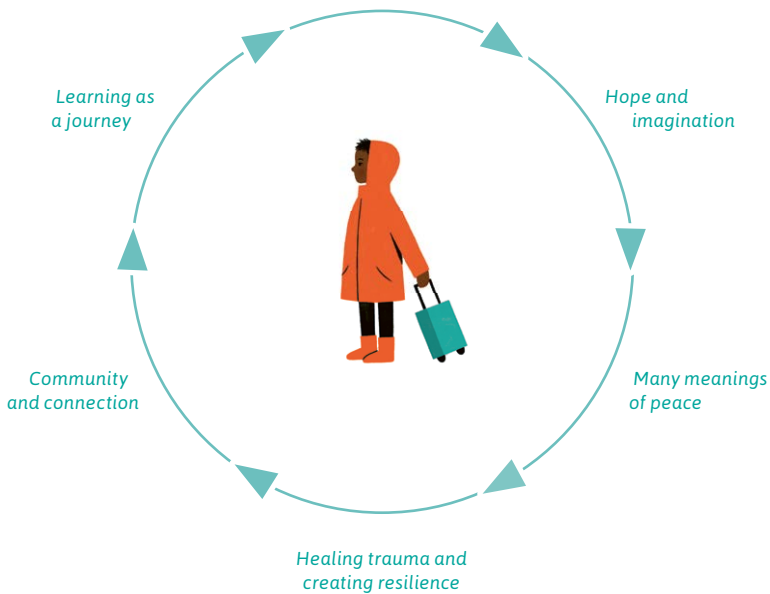 Learning as
a journey
Hope and
imagination
Many meanings
of peace
Healing trauma and
creating resilience
Community
and connection